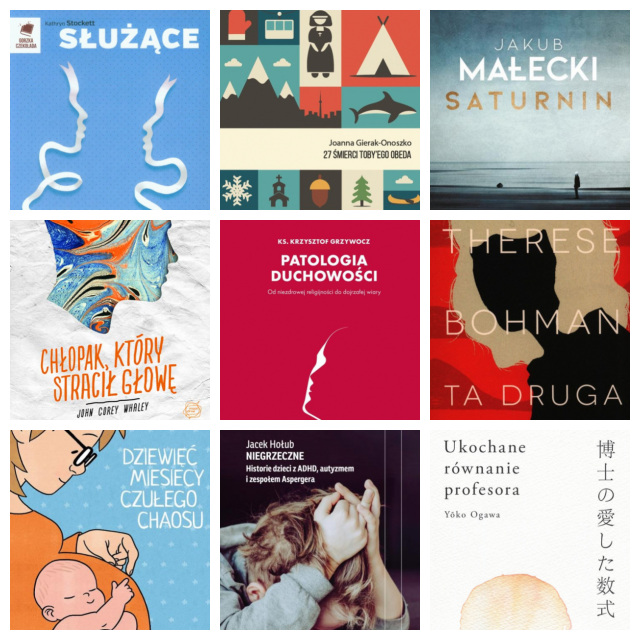 GORZKA
CZEKOLADA
Kathryn Stockett
SŁUŻĄCE
Joanna Gierak-Onoszko
27 ŚMIERCI TOBY'EGO OBEDA
JAKUB
MAŁECKI
SATURNIN
CHŁOPAK, KTÓRY
STRACIŁ GŁOWĘ
JOHN COREY WHALEY
KS. KRZYSZTOF GRZYWOCZ
PATOLOGIA
DUCHOWOŚCI
Od niezdrowej religijności do dojrzałej wiary
THERESE
BOHMAN
TA DRUGA
DZIEWIĘĆ
MIESIĘCY
CZUŁEGO
CHAOSU
Jacek Hołub
NIEGRZECZNE
Historie dzieci z ADHD, autyzmem
i zespołem Aspergera
Ukochane
równanie
profesora
Yōko Ogawa
博士の愛した数式